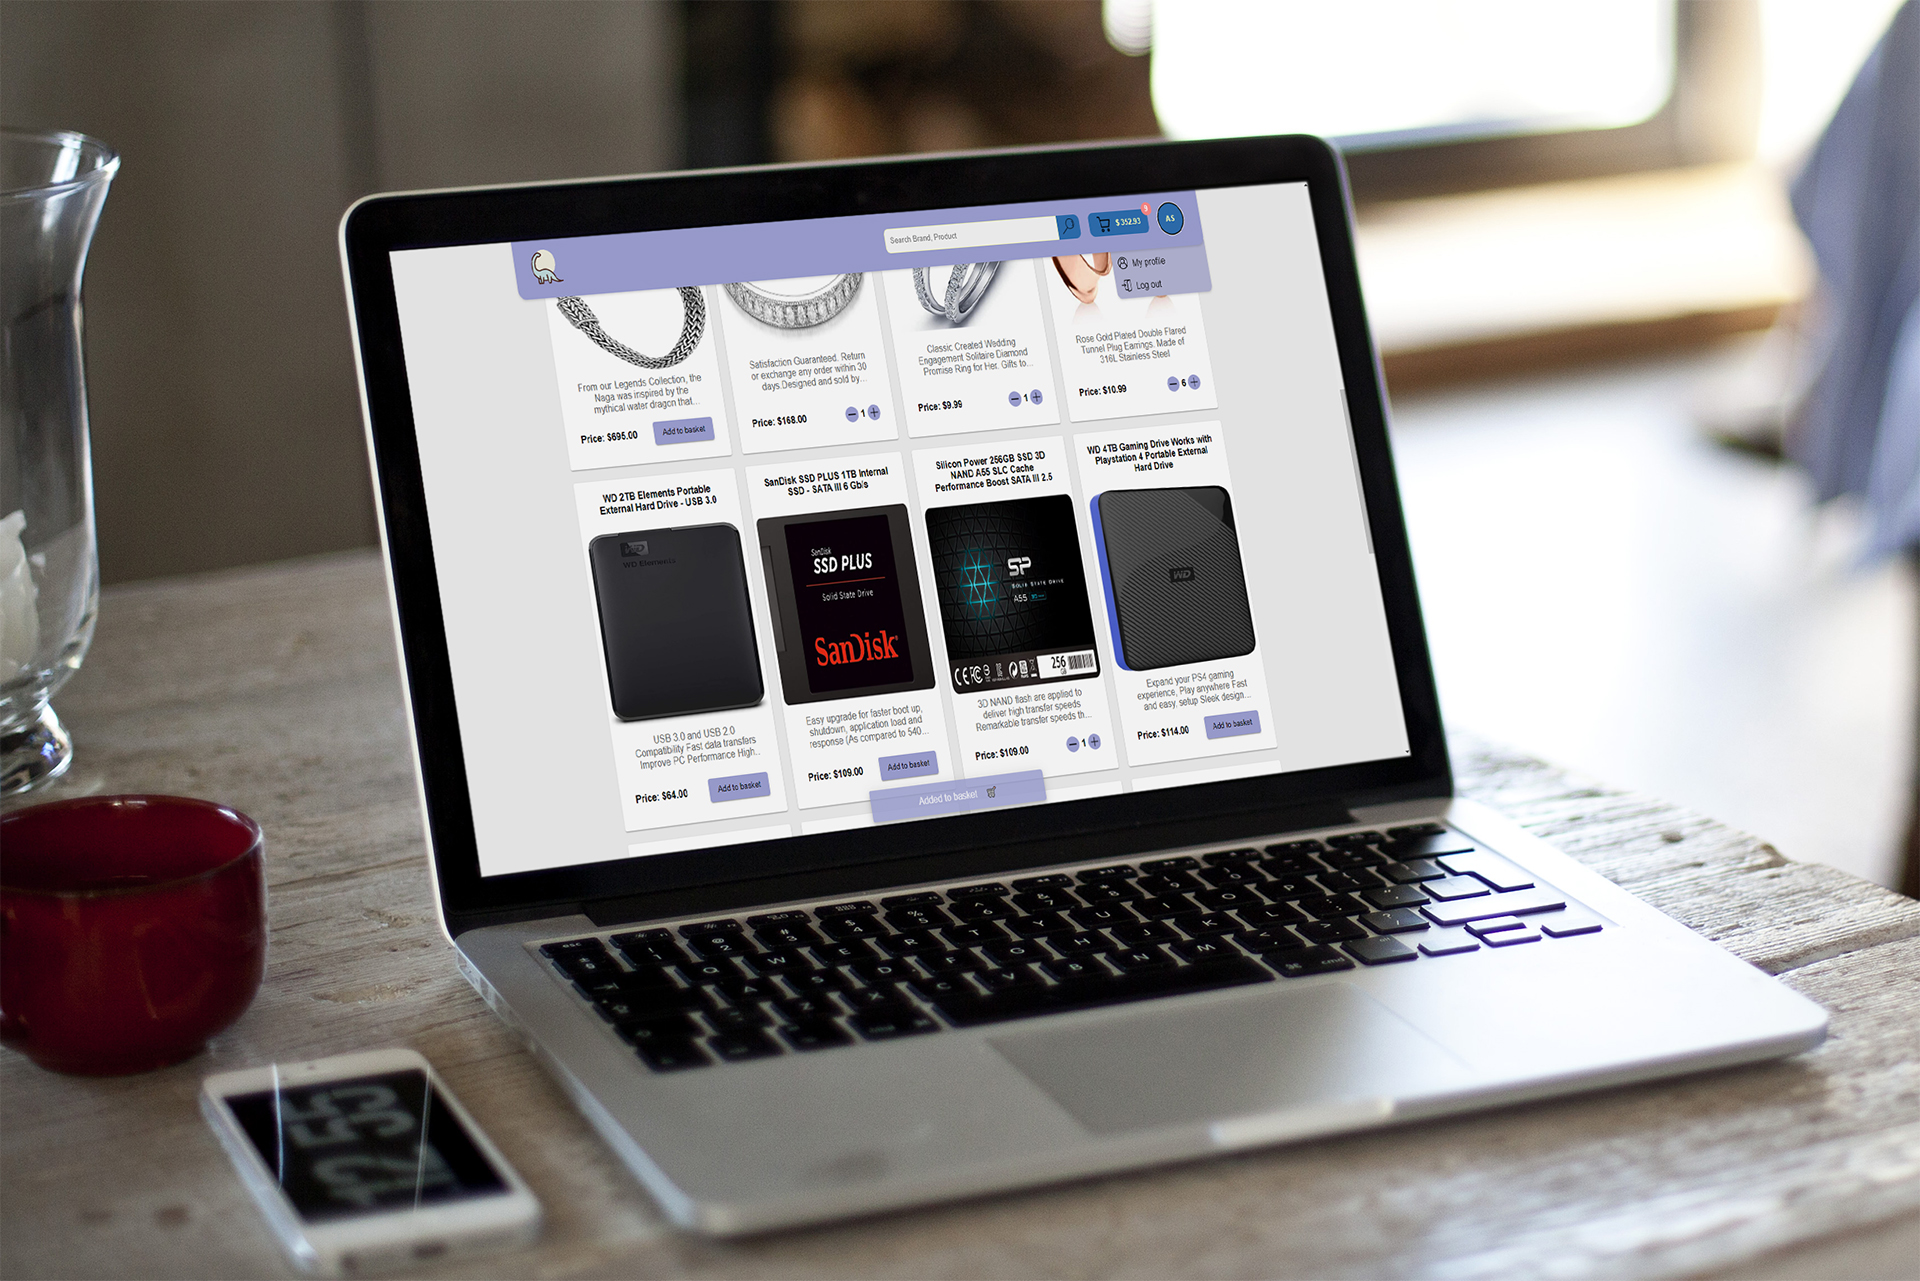 Search Brand, Product
$ 352.93
9
AS
My profile
Log out
From our Legends Collection, the
Naga was inspired by the
mythical water dragon that...
Price: $695.00
Add to basket
Satisfaction Guaranteed. Return
or exchange any order within 30
days.Designed and sold by...
Price: $168.00
1
Classic Created Wedding
Engagement Solitaire Diamond
Promise Ring for Her. Gifts to...
Price: $9.99
1
Rose Gold Plated Double Flared
Tunnel Plug Earrings. Made of
316L Stainless Steel
Price: $10.99
6
WD 2TB Elements Portable
External Hard Drive - USB 3.0
WD
WD Elements
USB 3.0 and USB 2.0
Compatibility Fast data transfers
Improve PC Performance High...
Price: $64.00
Add to basket
SanDisk SSD PLUS 1TB Internal
SSD - SATA III 6 Gb/s
SanDisk
SSD PLUS
Solid State Drive
SanDisk
Easy upgrade for faster boot up,
shutdown, application load and
response (As compared to 540...
Price: $109.00
Add to basket
Silicon Power 256GB SSD 3D
NAND A55 SLC Cache
Performance Boost SATA III 2.5
SP
SOLID STATE DRIVE
A55
256
GB
3D NAND flash are applied to
deliver high transfer speeds
Remarkable transfer speeds th...
Price: $109.00
1
WD 4TB Gaming Drive Works with
Playstation 4 Portable External
Hard Drive
WD
Expand your PS4 gaming
experience, Play anywhere Fast
and easy, setup Sleek design...
Price: $114.00
Add to basket
Added to basket
12 55